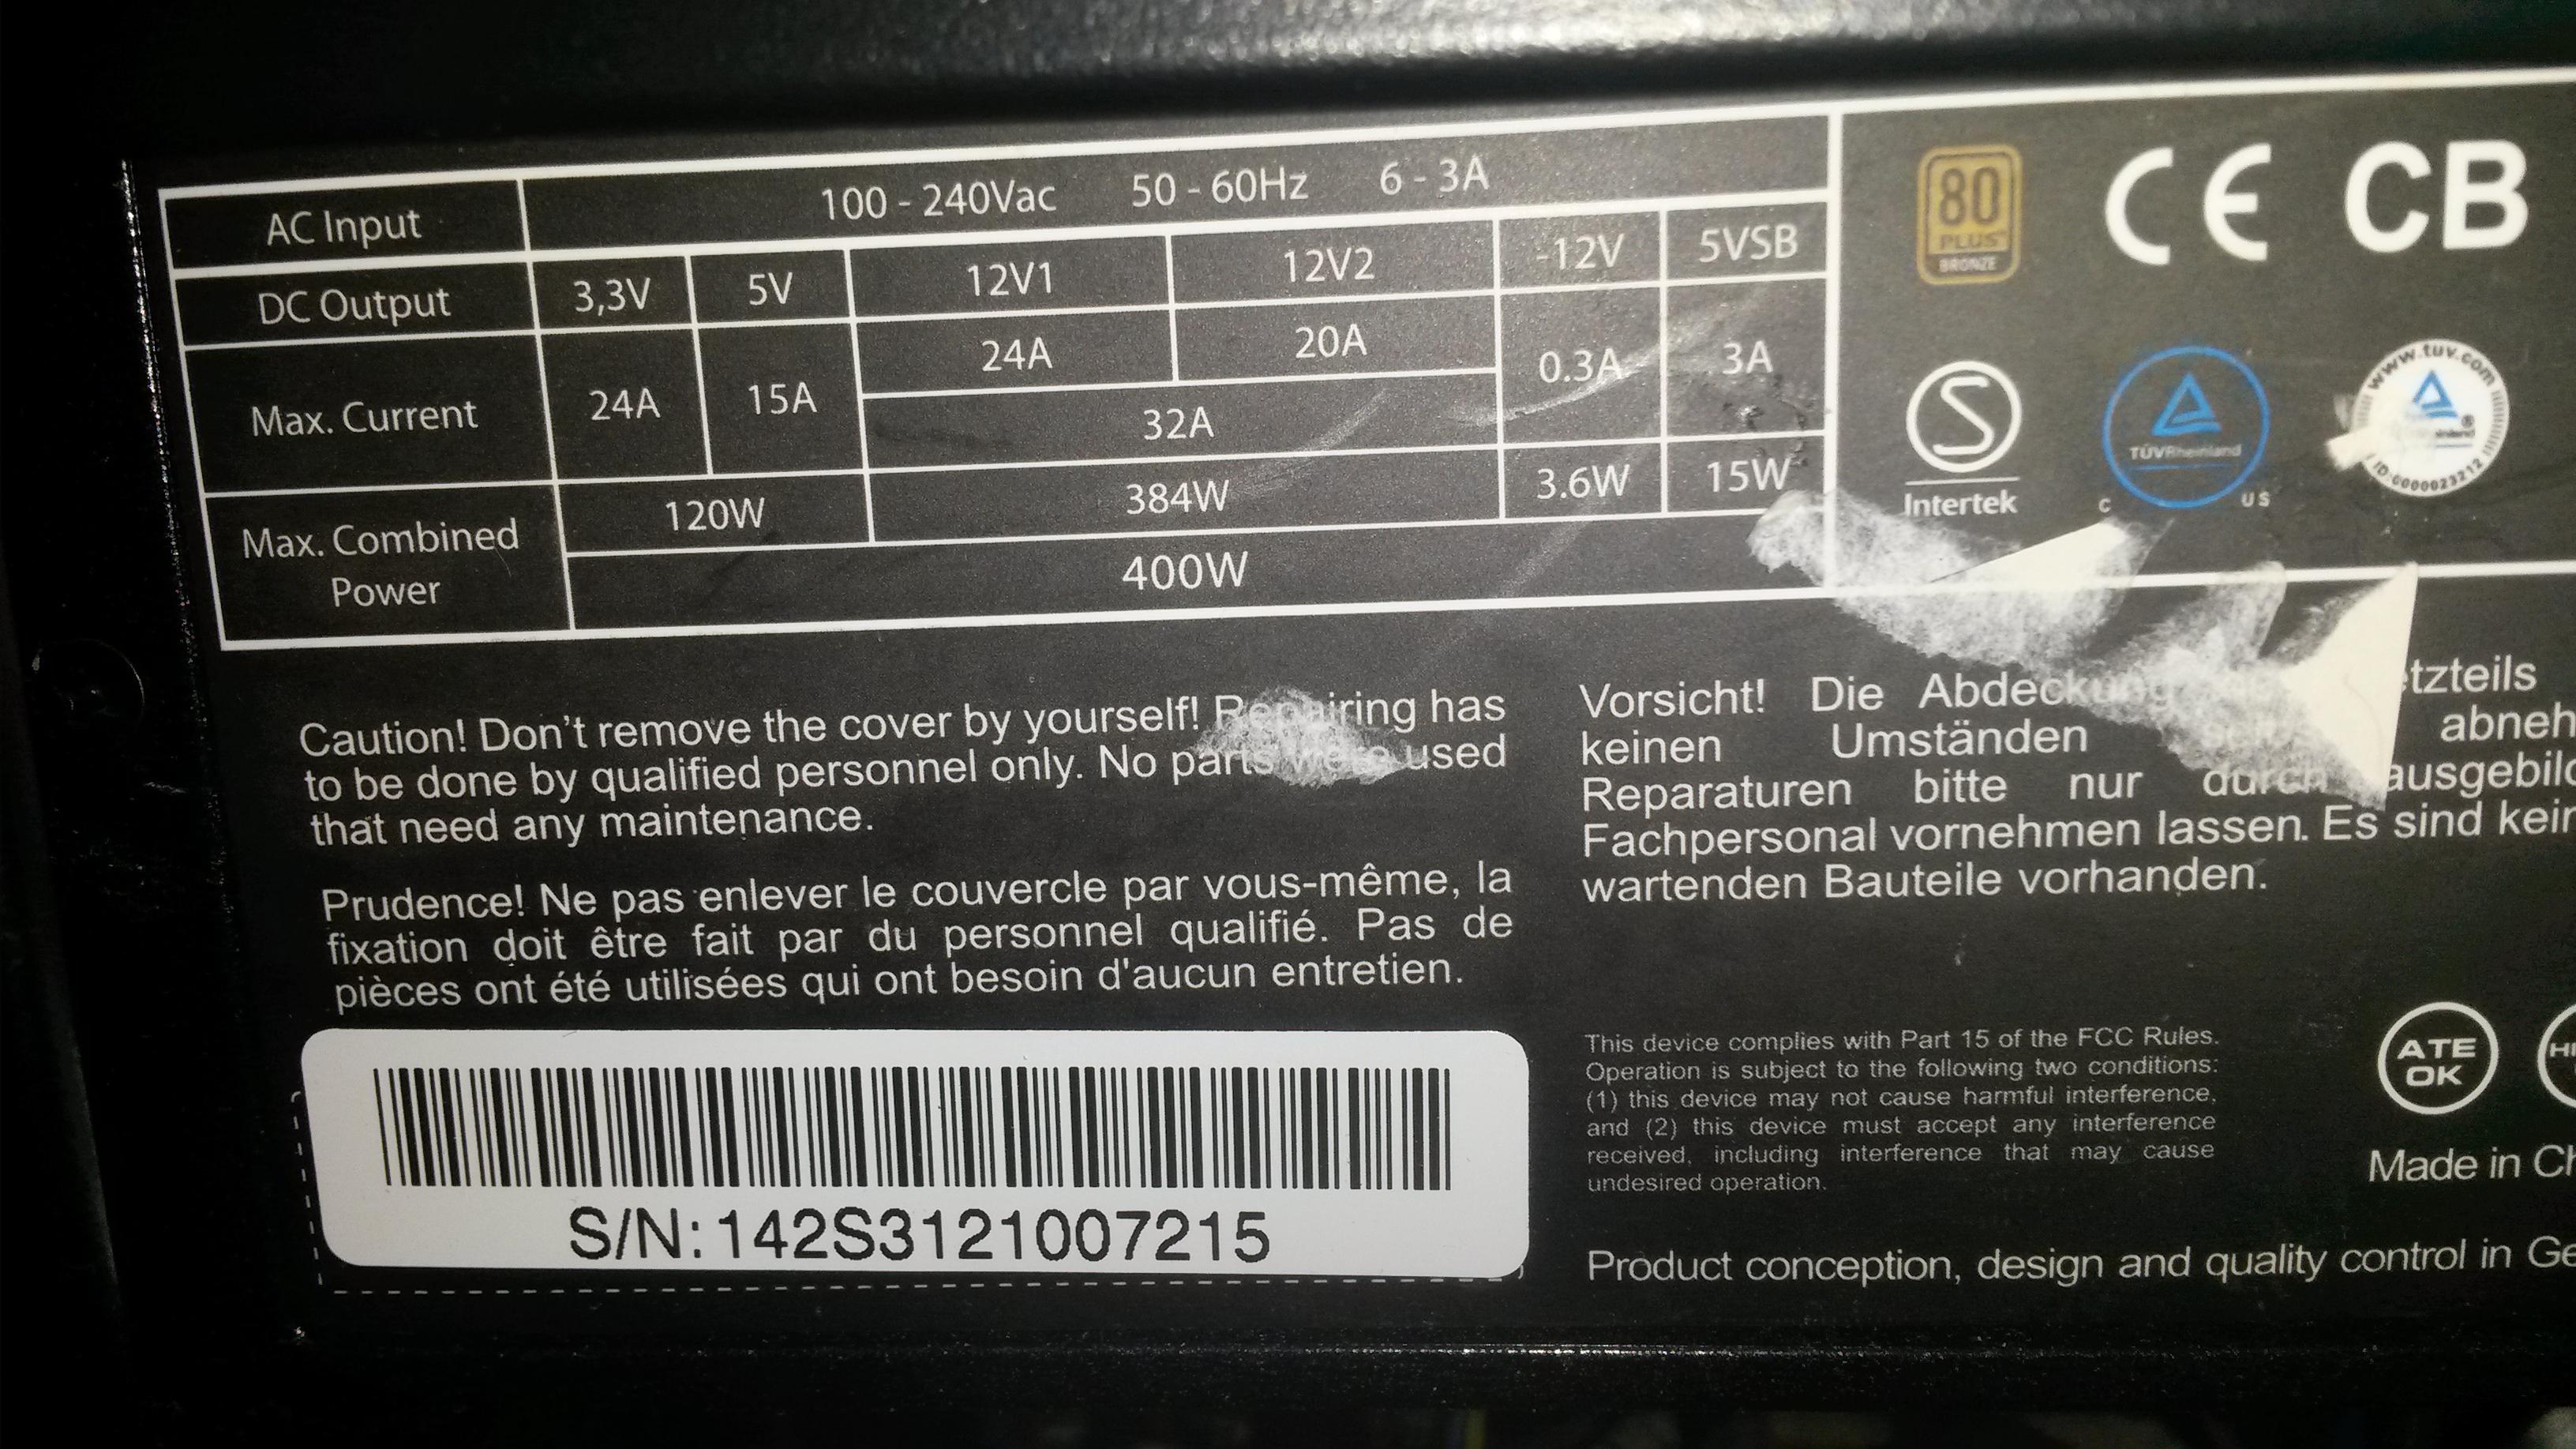 AC Input 100 - 240Vac 50 - 60Hz 6 - 3A
DC Output 3,3V 5V 12V1 12V2 -12V 5VSB
Max. Current 24A 15A 24A 20A 0.3A 3A
32A
Max. Combined Power 120W 384W 3.6W 15W
400W
80 PLUS BRONZE
CE CB
S Intertek
TÜVRheinland
C US
www.tuv.com
ID:0000023212
Caution! Don't remove the cover by yourself! Repairing has
to be done by qualified personnel only. No parts were used
that need any maintenance.
Prudence! Ne pas enlever le couvercle par vous-même, la
fixation doit être fait par du personnel qualifié. Pas de
pièces ont été utilisées qui ont besoin d'aucun entretien.
Vorsicht! Die Abdeckung tzteils
keinen Umständen abneh
Reparaturen bitte nur durch ausgebild
Fachpersonal vornehmen lassen. Es sind kein
wartenden Bauteile vorhanden.
S/N: 142S3121007215
This device complies with Part 15 of the FCC Rules.
Operation is subject to the following two conditions:
(1) this device may not cause harmful interference,
and (2) this device must accept any interference
received, including interference that may cause
undesired operation.
ATE
OK
HI
Made in Ch
Product conception, design and quality control in Ge